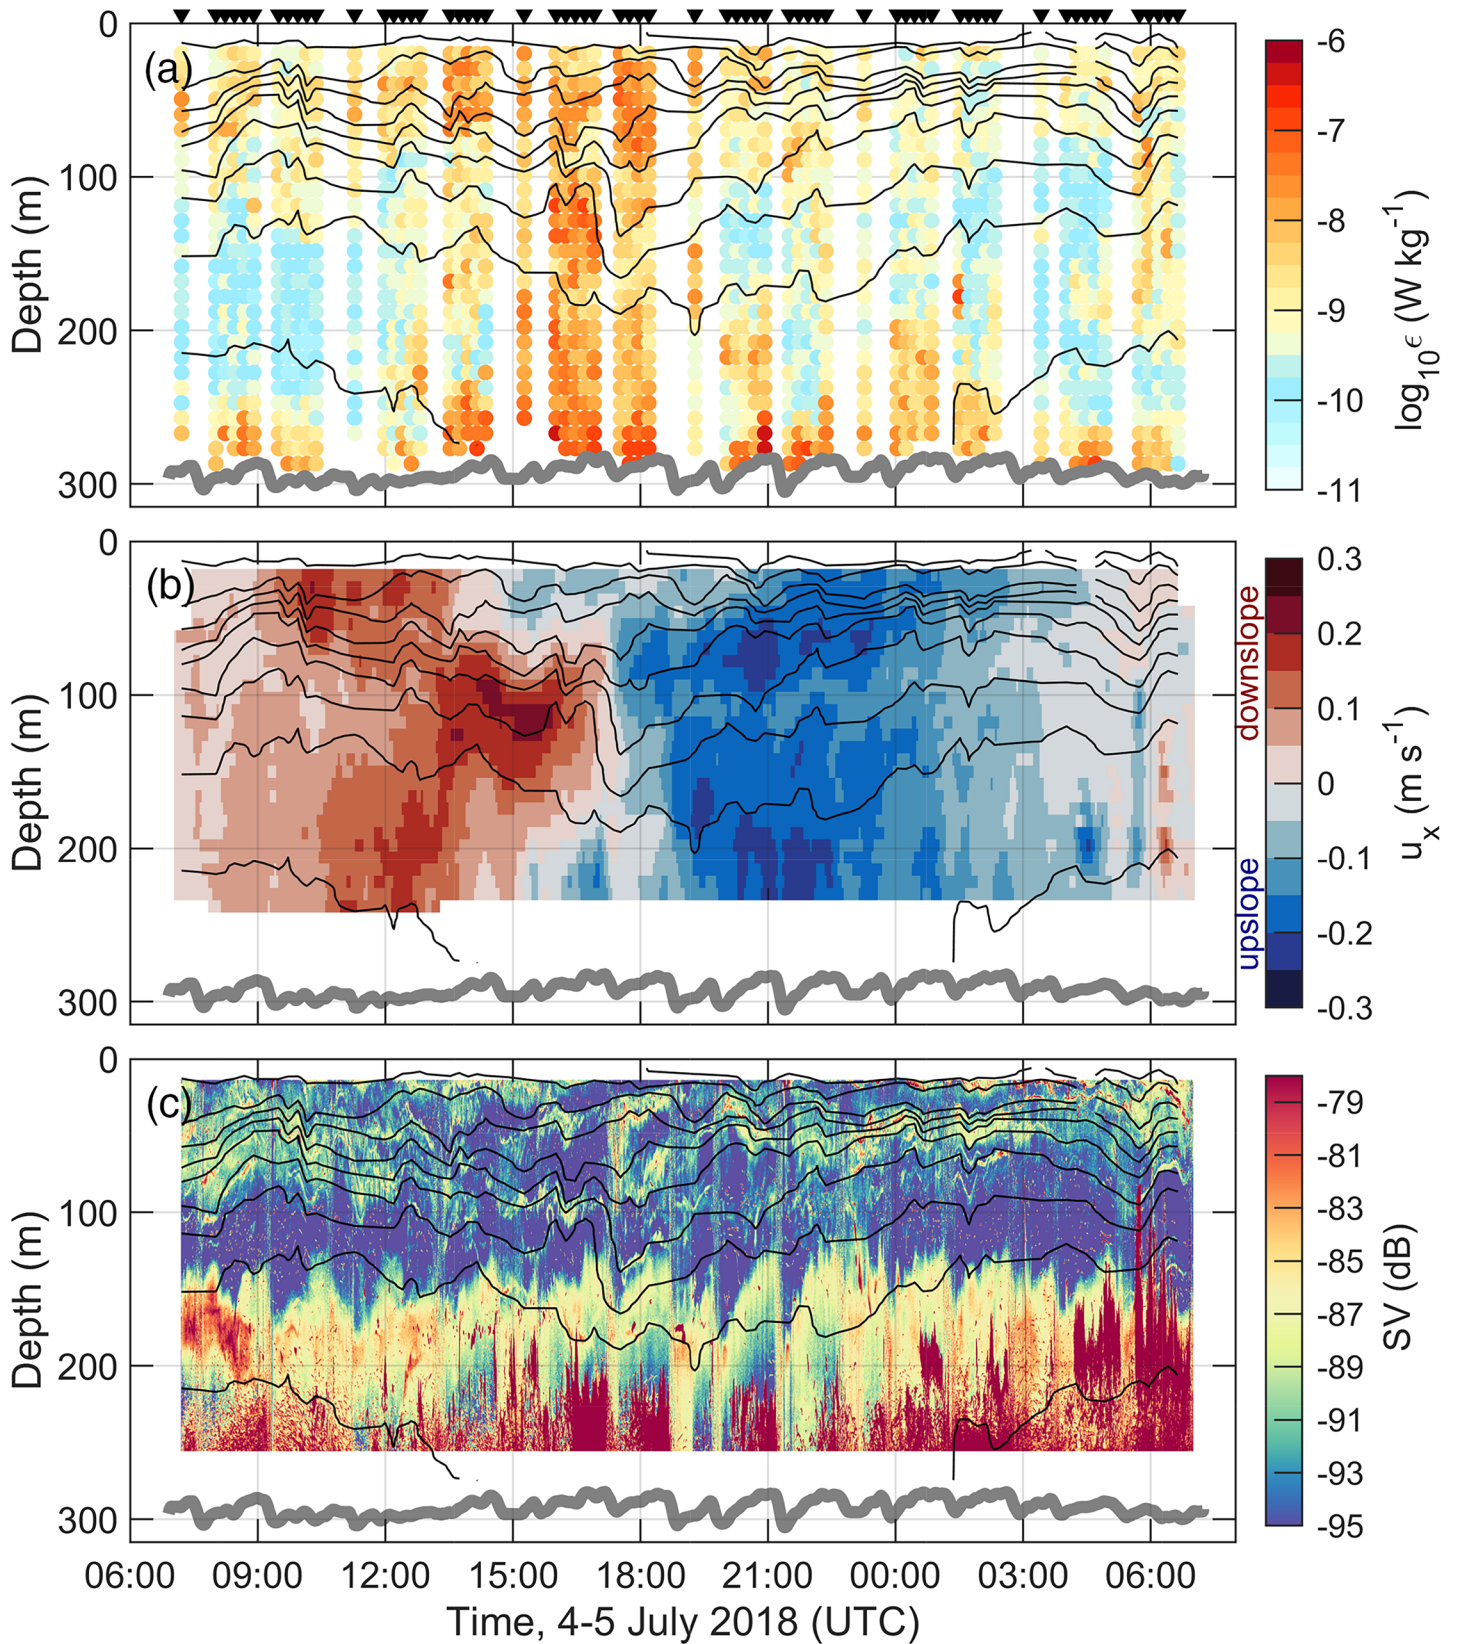 (a)
0
100
200
300
Depth (m)
-6
-7
-8
-9
-10
-11
log10ϵ (W kg-1)
(b)
0
100
200
300
Depth (m)
downslope
upslope
0.3
0.2
0.1
0
-0.1
-0.2
-0.3
ux (m s-1)
(c)
0
100
200
300
Depth (m)
-79
-81
-83
-85
-87
-89
-91
-93
-95
SV (dB)
06:00 09:00 12:00 15:00 18:00 21:00 00:00 03:00 06:00
Time, 4-5 July 2018 (UTC)